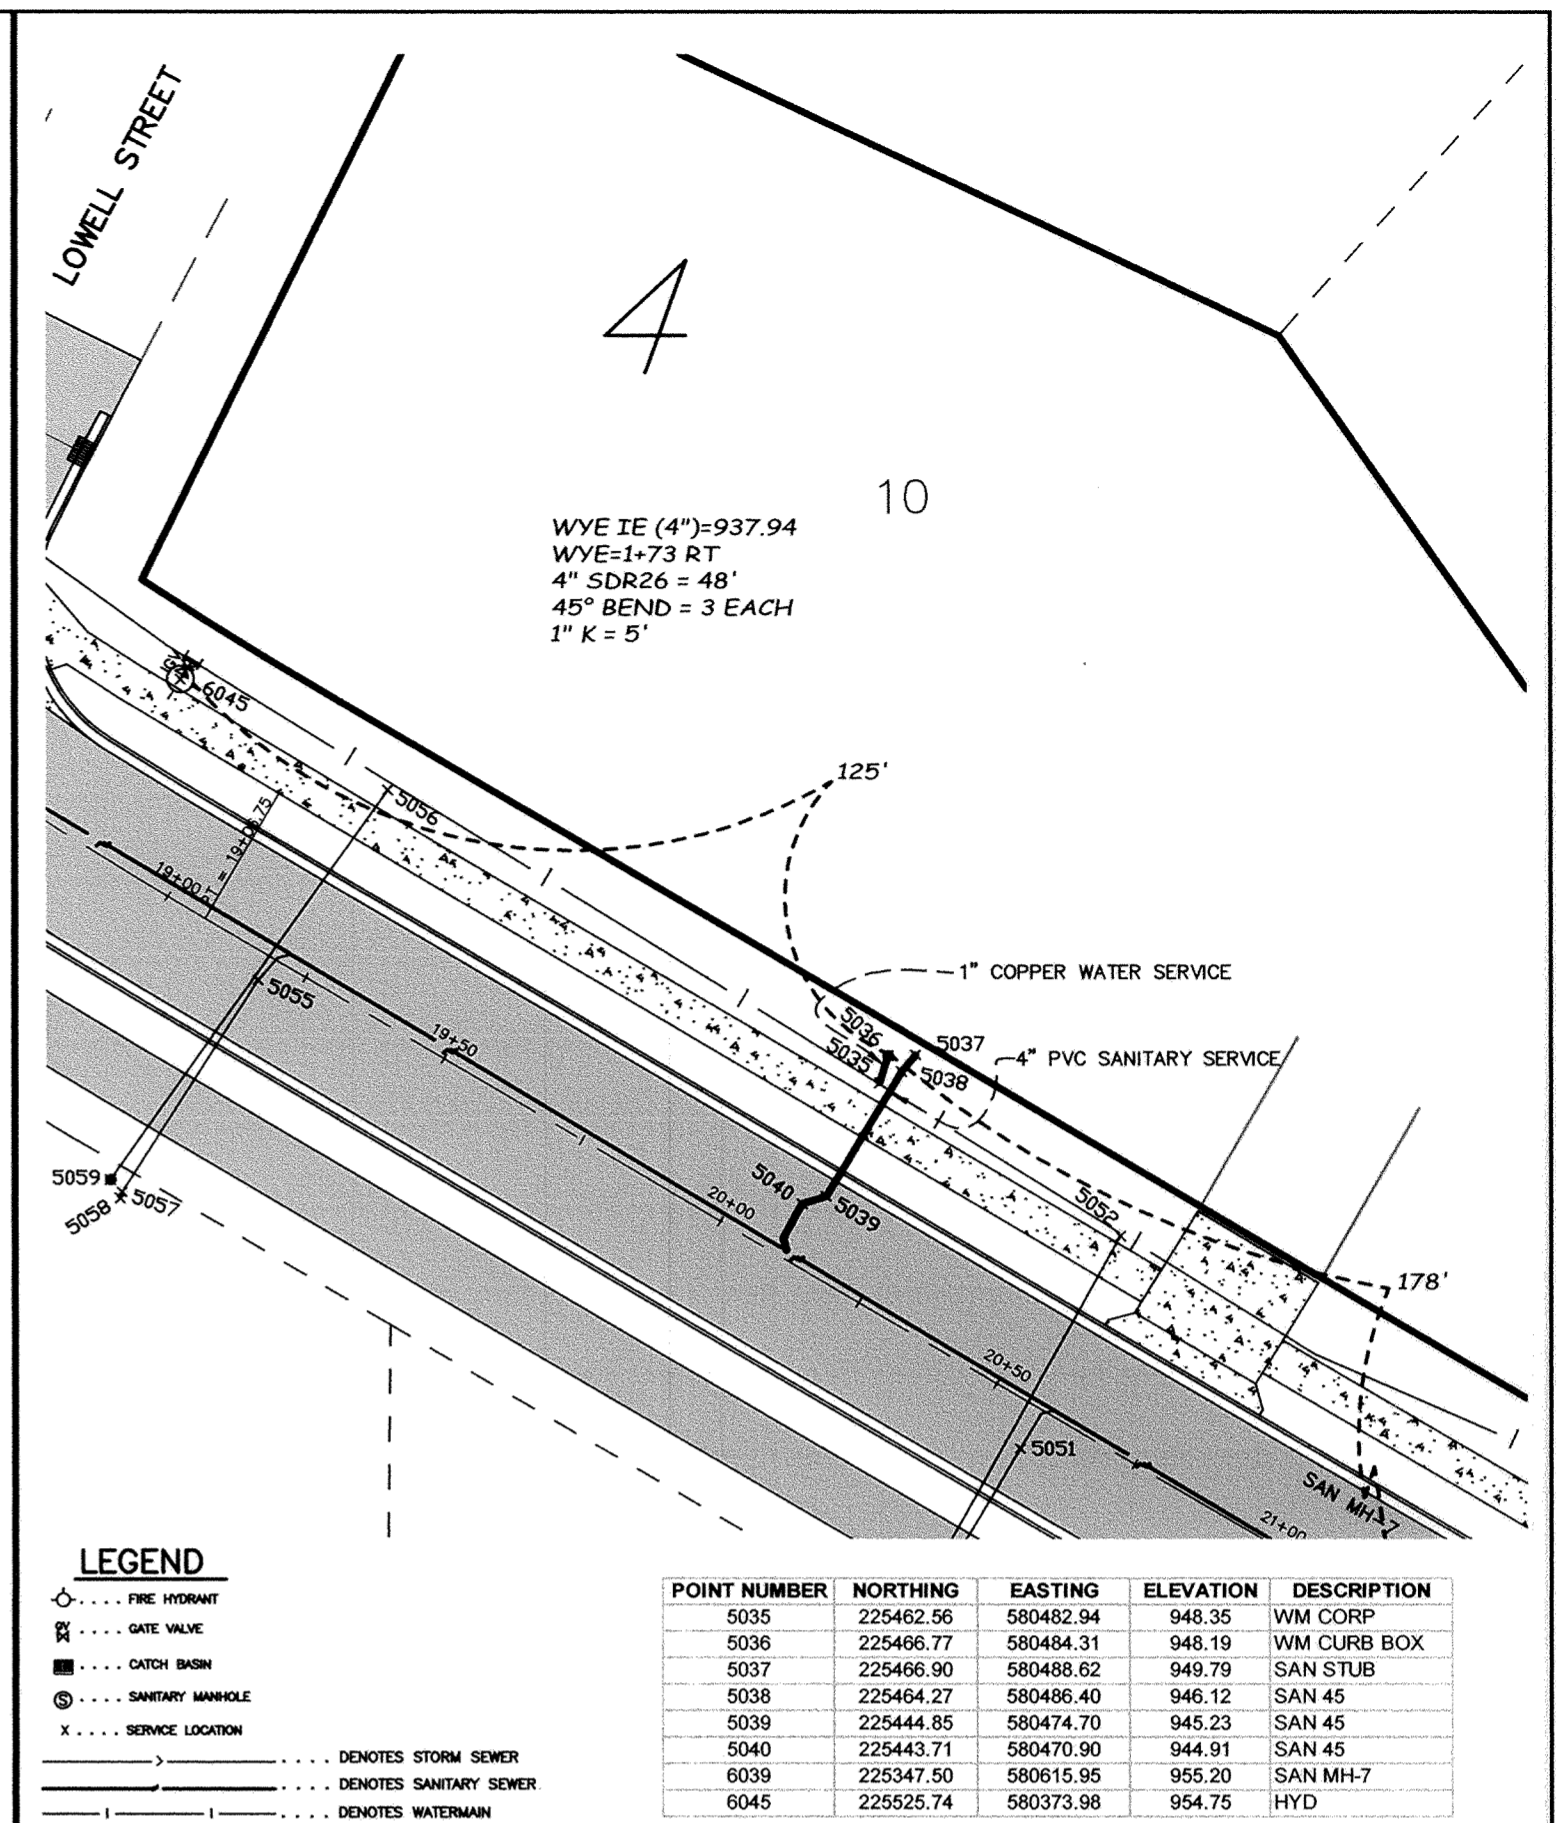 LOWELL STREET
4
10
WYE IE (4")=937.94
WYE=1+73 RT
4" SDR26 = 48'
45° BEND = 3 EACH
1" K = 5'
6045
125'
5056
19+00
= 19+06.75
5055
19+50
1" COPPER WATER SERVICE
5036
5035
5037
5038
4" PVC SANITARY SERVICE
5059
5058
5057
5040
5039
20+00
5052
178'
20+50
5051
SAN MH-7
21+00
LEGEND
.... FIRE HYDRANT
.... GATE VALVE
.... CATCH BASIN
S .... SANITARY MANHOLE
X .... SERVICE LOCATION
.... DENOTES STORM SEWER
.... DENOTES SANITARY SEWER
.... DENOTES WATERMAIN
POINT NUMBER NORTHING EASTING ELEVATION DESCRIPTION
5035 225462.56 580482.94 948.35 WM CORP
5036 225466.77 580484.31 948.19 WM CURB BOX
5037 225466.90 580488.62 949.79 SAN STUB
5038 225464.27 580486.40 946.12 SAN 45
5039 225444.85 580474.70 945.23 SAN 45
5040 225443.71 580470.90 944.91 SAN 45
6039 225347.50 580615.95 955.20 SAN MH-7
6045 225525.74 580373.98 954.75 HYD